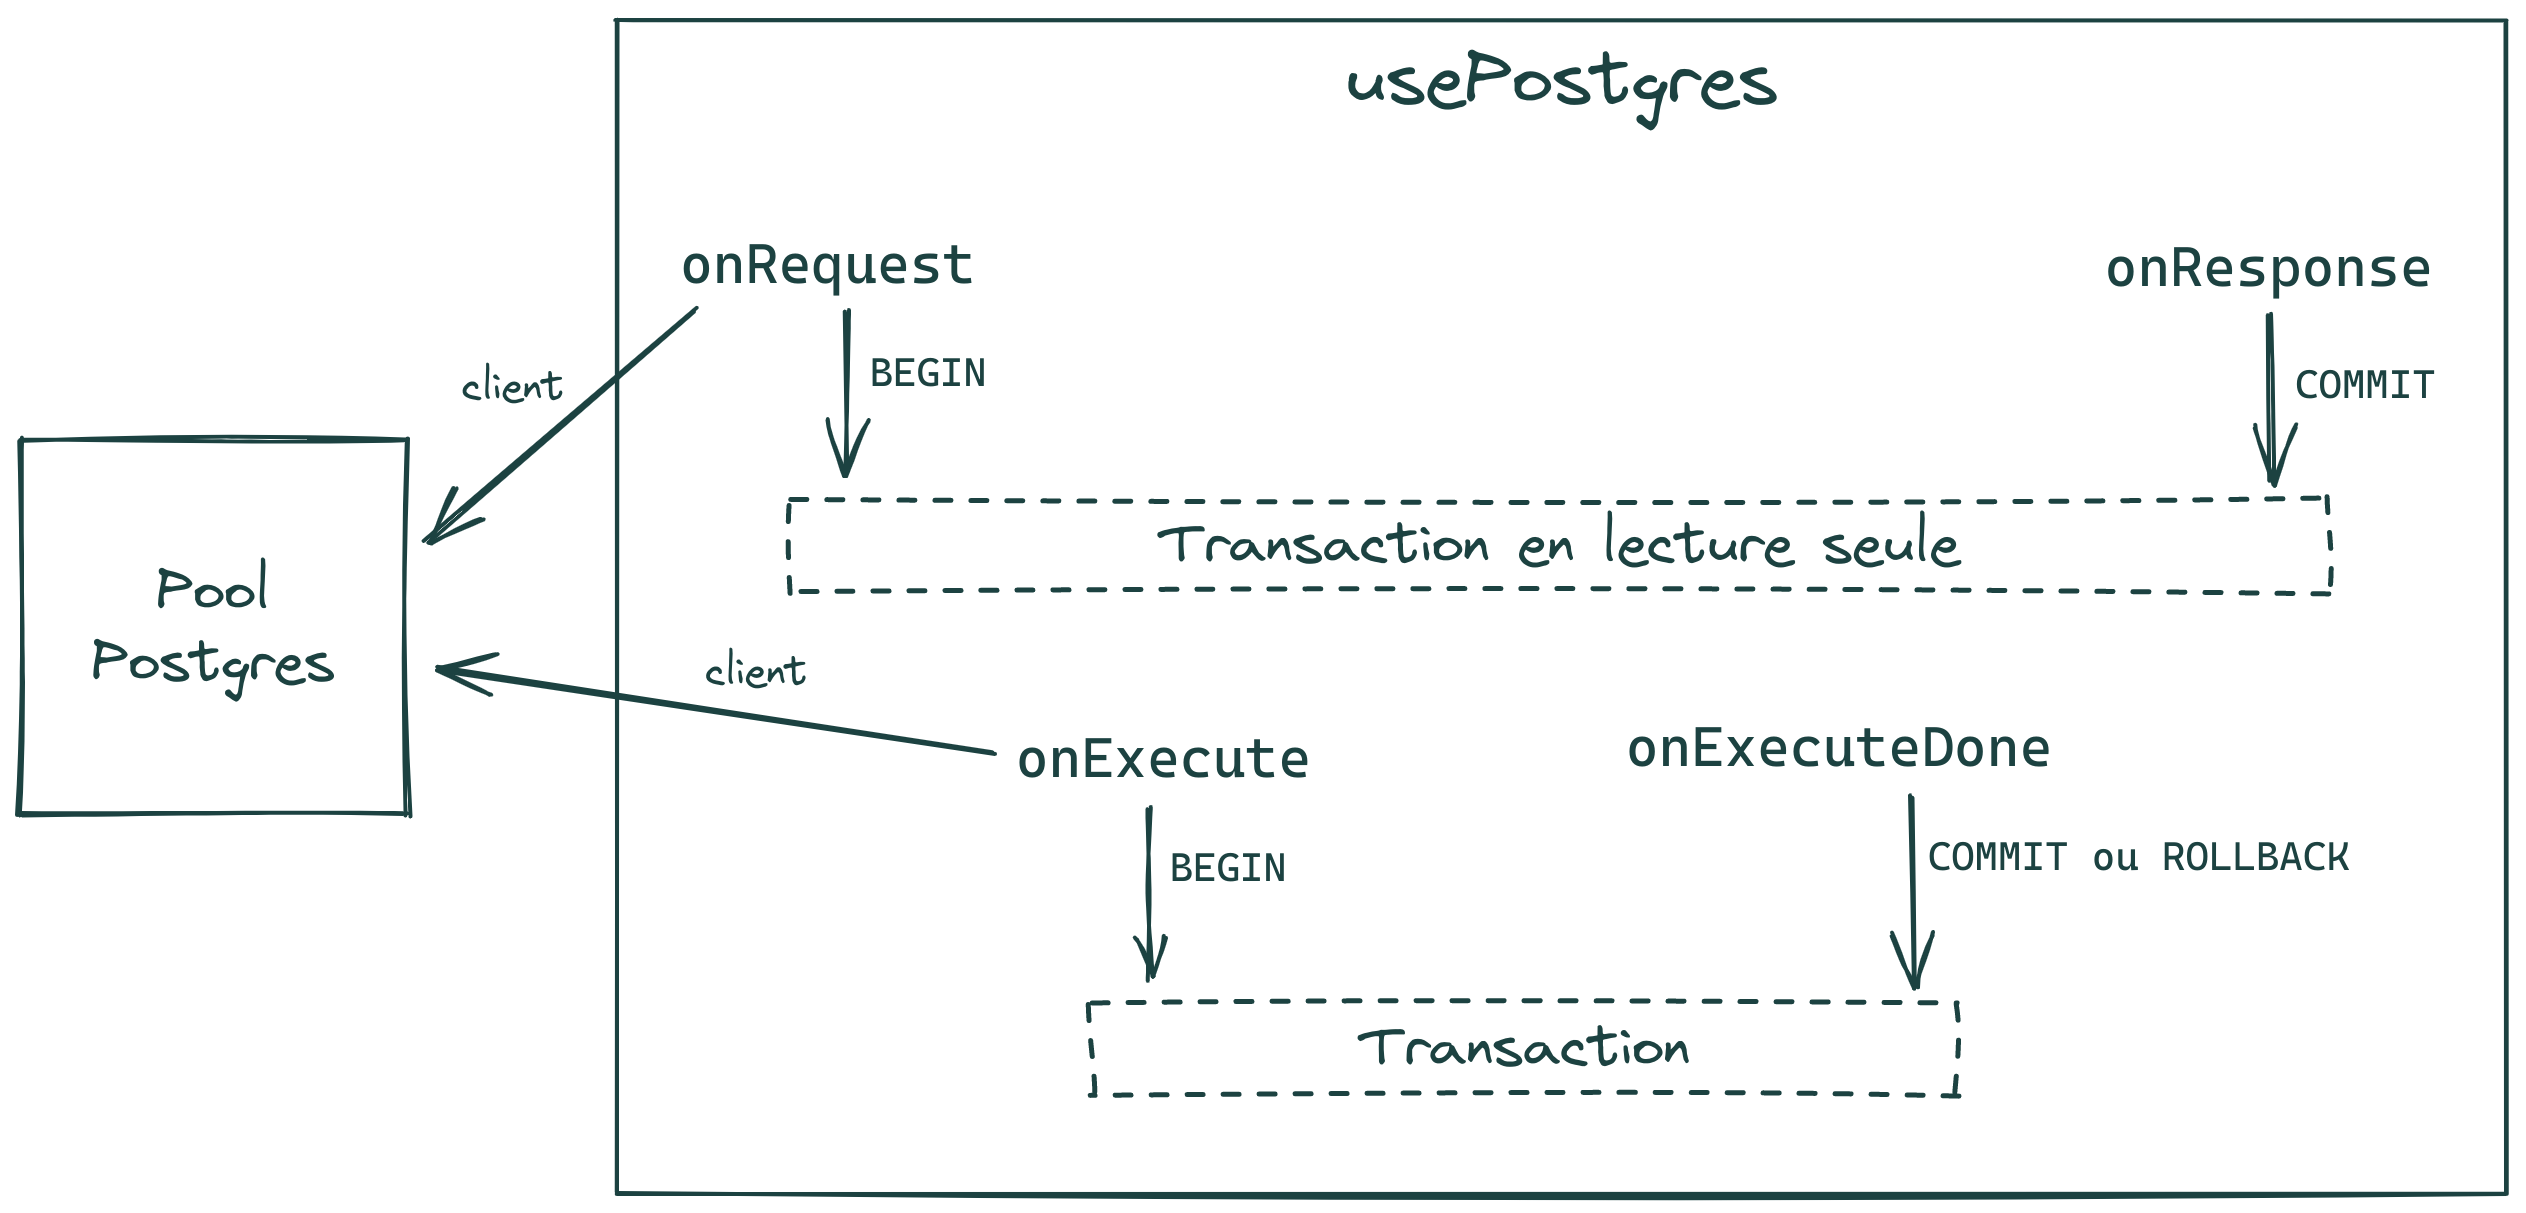 usePostgres
onRequest
onResponse
client
BEGIN
COMMIT
Transaction en lecture seule
Pool
Postgres
client
onExecute
onExecuteDone
BEGIN
COMMIT ou ROLLBACK
Transaction